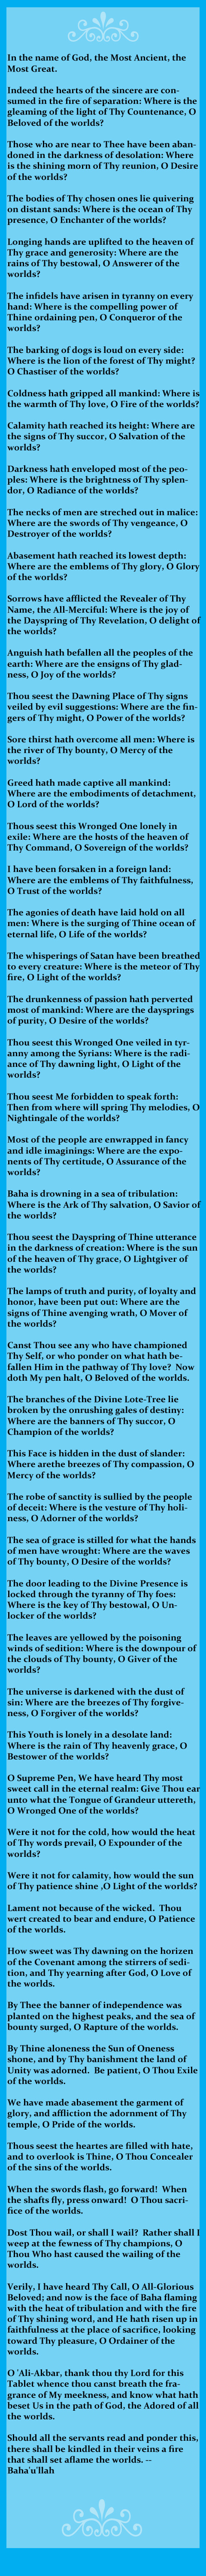 In the name of God, the Most Ancient, the
Most Great.
Indeed the hearts of the sincere are con-
sumed in the fire of separation: Where is the
gleaming of the light of Thy Countenance, O
Beloved of the worlds?
Those who are near to Thee have been aban-
doned in the darkness of desolation: Where
is the shining morn of Thy reunion, O Desire
of the worlds?
The bodies of Thy chosen ones lie quivering
on distant sands: Where is the ocean of Thy
presence, O Enchanter of the worlds?
Longing hands are uplifted to the heaven of
Thy grace and generosity: Where are the
rains of Thy bestowal, O Answerer of the
worlds?
The infidels have arisen in tyranny on every
hand: Where is the compelling power of
Thine ordaining pen, O Conqueror of the
worlds?
The barking of dogs is loud on every side:
Where is the lion of the forest of Thy might?
O Chastiser of the worlds?
Coldness hath gripped all mankind: Where is
the warmth of Thy love, O Fire of the worlds?
Calamity hath reached its height: Where are
the signs of Thy succor, O Salvation of the
worlds?
Darkness hath enveloped most of the peo-
ples: Where is the brightness of Thy splen-
dor, O Radiance of the worlds?
The necks of men are streched out in malice:
Where are the swords of Thy vengeance, O
Destroyer of the worlds?
Abasement hath reached its lowest depth:
Where are the emblems of Thy glory, O Glory
of the worlds?
Sorrows have afflicted the Revealer of Thy
Name, the All-Merciful: Where is the joy of
the Dayspring of Thy Revelation, O delight of
the worlds?
Anguish hath befallen all the peoples of the
earth: Where are the ensigns of Thy glad-
ness, O Joy of the worlds?
Thou seest the Dawning Place of Thy signs
veiled by evil suggestions: Where are the fin-
gers of Thy might, O Power of the worlds?
Sore thirst hath overcome all men: Where is
the river of Thy bounty, O Mercy of the
worlds?
Greed hath made captive all mankind:
Where are the embodiments of detachment,
O Lord of the worlds?
Thous seest this Wronged One lonely in
exile: Where are the hosts of the heaven of
Thy Command, O Sovereign of the worlds?
I have been forsaken in a foreign land:
Where are the emblems of Thy faithfulness,
O Trust of the worlds?
The agonies of death have laid hold on all
men: Where is the surging of Thine ocean of
eternal life, O Life of the worlds?
The whisperings of Satan have been breathed
to every creature: Where is the meteor of Thy
fire, O Light of the worlds?
The drunkenness of passion hath perverted
most of mankind: Where are the daysprings
of purity, O Desire of the worlds?
Thou seest this Wronged One veiled in tyr-
anny among the Syrians: Where is the radi-
ance of Thy dawning light, O Light of the
worlds?
Thou seest Me forbidden to speak forth:
Then from where will spring Thy melodies, O
Nightingale of the worlds?
Most of the people are enwrapped in fancy
and idle imaginings: Where are the expo-
nents of Thy certitude, O Assurance of the
worlds?
Baha is drowning in a sea of tribulation:
Where is the Ark of Thy salvation, O Savior of
the worlds?
Thou seest the Dayspring of Thine utterance
in the darkness of creation: Where is the sun
of the heaven of Thy grace, O Lightgiver of
the worlds?
The lamps of truth and purity, of loyalty and
honor, have been put out: Where are the
signs of Thine avenging wrath, O Mover of
the worlds?
Canst Thou see any who have championed
Thy Self, or who ponder on what hath be-
fallen Him in the pathway of Thy love? Now
doth My pen halt, O Beloved of the worlds.
The branches of the Divine Lote-Tree lie
broken by the onrushing gales of destiny:
Where are the banners of Thy succor, O
Champion of the worlds?
This Face is hidden in the dust of slander:
Where arethe breezes of Thy compassion, O
Mercy of the worlds?
The robe of sanctity is sullied by the people
of deceit: Where is the vesture of Thy holi-
ness, O Adorner of the worlds?
The sea of grace is stilled for what the hands
of men have wrought: Where are the waves
of Thy bounty, O Desire of the worlds?
The door leading to the Divine Presence is
locked through the tyranny of Thy foes:
Where is the key of Thy bestowal, O Un-
locker of the worlds?
The leaves are yellowed by the poisoning
winds of sedition: Where is the downpour of
the clouds of Thy bounty, O Giver of the
worlds?
The universe is darkened with the dust of
sin: Where are the breezes of Thy forgive-
ness, O Forgiver of the worlds?
This Youth is lonely in a desolate land:
Where is the rain of Thy heavenly grace, O
Bestower of the worlds?
O Supreme Pen, We have heard Thy most
sweet call in the eternal realm: Give Thou ear
unto what the Tongue of Grandeur uttereth,
O Wronged One of the worlds?
Were it not for the cold, how would the heat
of Thy words prevail, O Expounder of the
worlds?
Were it not for calamity, how would the sun
of Thy patience shine ,O Light of the worlds?
Lament not because of the wicked. Thou
wert created to bear and endure, O Patience
of the worlds.
How sweet was Thy dawning on the horizen
of the Covenant among the stirrers of sedi-
tion, and Thy yearning after God, O Love of
the worlds.
By Thee the banner of independence was
planted on the highest peaks, and the sea of
bounty surged, O Rapture of the worlds.
By Thine aloneness the Sun of Oneness
shone, and by Thy banishment the land of
Unity was adorned. Be patient, O Thou Exile
of the worlds.
We have made abasement the garment of
glory, and affliction the adornment of Thy
temple, O Pride of the worlds.
Thous seest the heartes are filled with hate,
and to overlook is Thine, O Thou Concealer
of the sins of the worlds.
When the swords flash, go forward! When
the shafts fly, press onward! O Thou sacri-
fice of the worlds.
Dost Thou wail, or shall I wail? Rather shall I
weep at the fewness of Thy champions, O
Thou Who hast caused the wailing of the
worlds.
Verily, I have heard Thy Call, O All-Glorious
Beloved; and now is the face of Baha flaming
with the heat of tribulation and with the fire
of Thy shining word, and He hath risen up in
faithfulness at the place of sacrifice, looking
toward Thy pleasure, O Ordainer of the
worlds.
O 'Ali-Akbar, thank thou thy Lord for this
Tablet whence thou canst breath the fra-
grance of My meekness, and know what hath
beset Us in the path of God, the Adored of all
the worlds.
Should all the servants read and ponder this,
there shall be kindled in their veins a fire
that shall set aflame the worlds. --
Baha'u'llah